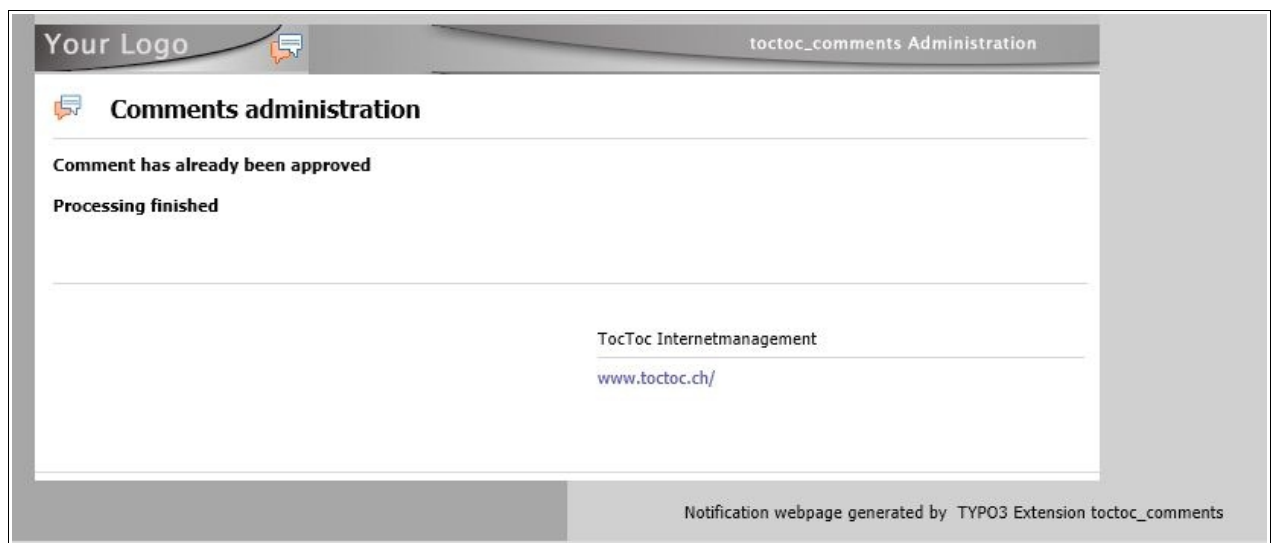 Your Logo
toctoc_comments Administration
Comments administration
Comment has already been approved
Processing finished
TocToc Internetmanagement
www.toctoc.ch/
Notification webpage generated by TYPO3 Extension toctoc_comments